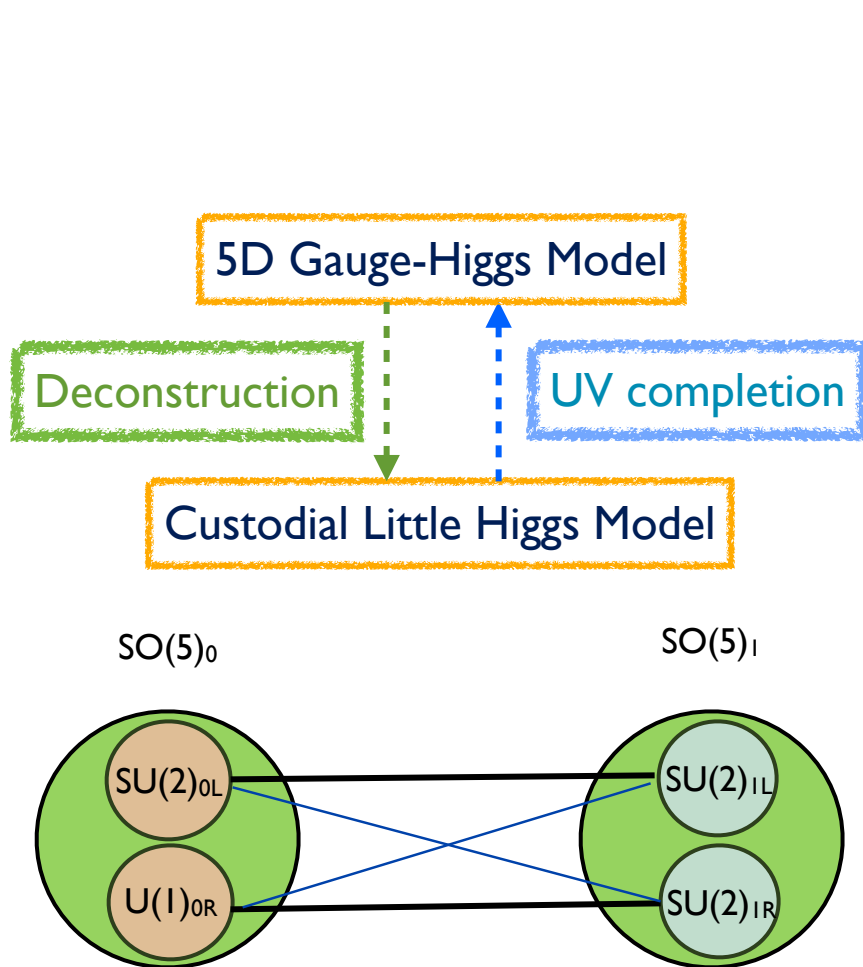 5D Gauge-Higgs Model
Deconstruction
UV completion
Custodial Little Higgs Model
SO(5)₀
SO(5)₁
SU(2)₀L
SU(2)₁L
U(1)₀R
SU(2)₁R